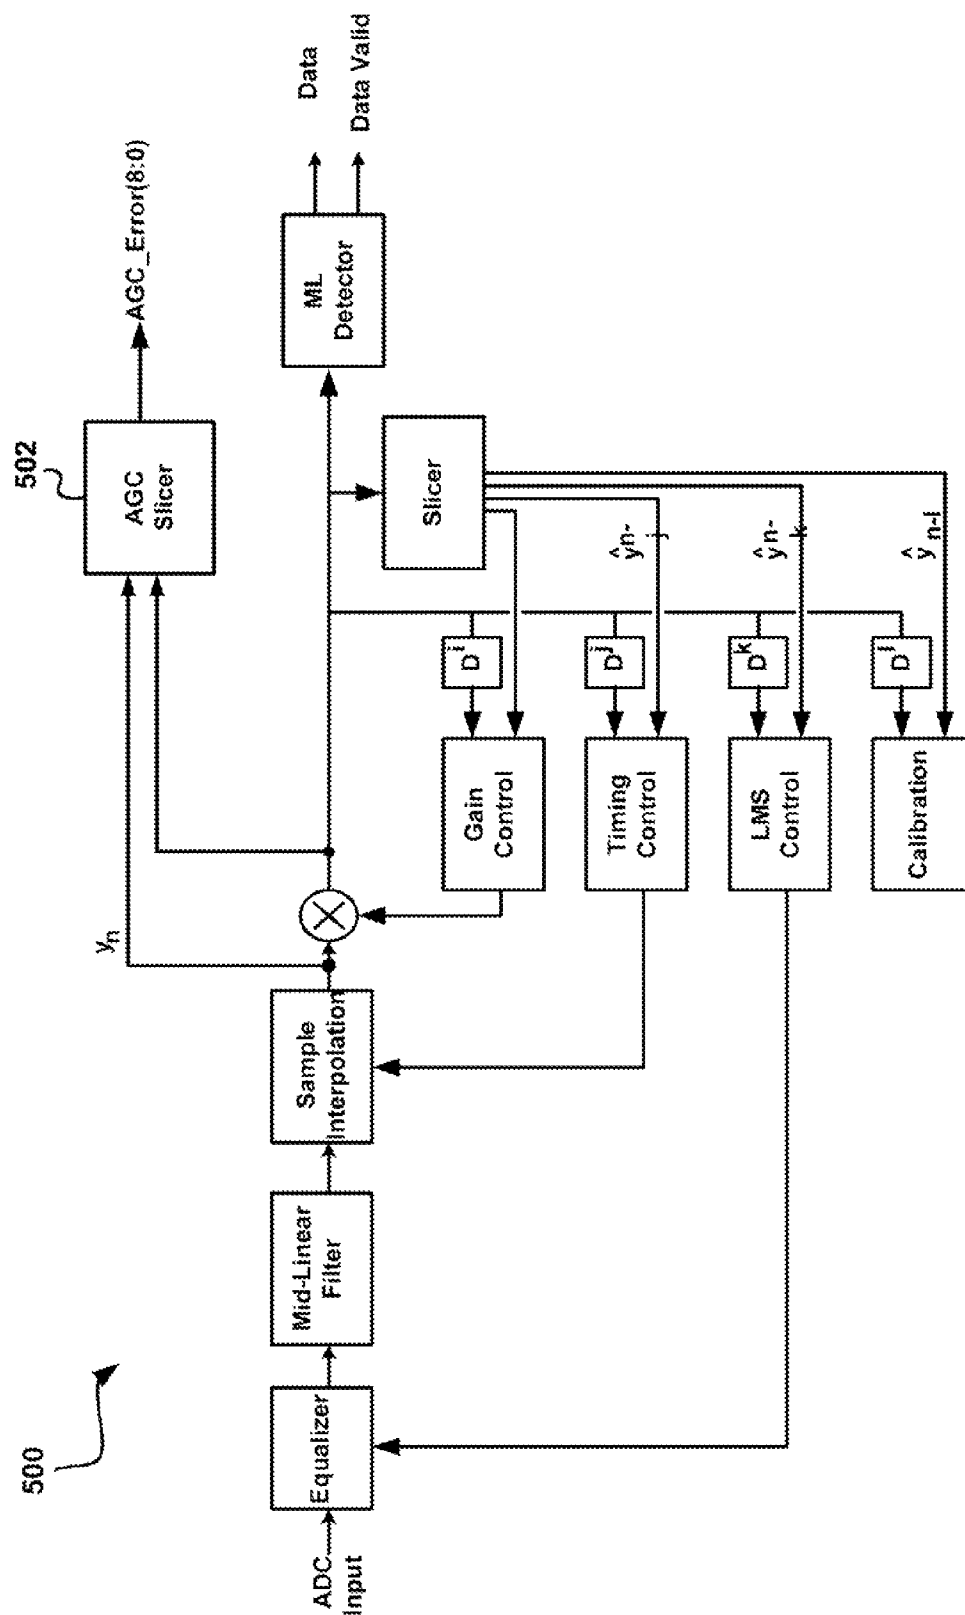 500
ADC
Input
Equalizer
Mid-Linear
Filter
Sample
Interpolation
yn
502
AGC
Slicer
AGC_Error(8:0)
ML
Detector
Data
Data Valid
Slicer
Gain
Control
D^i
Timing
Control
D^j
ŷn-j
LMS
Control
D^k
ŷn-k
Calibration
D^l
ŷn-l